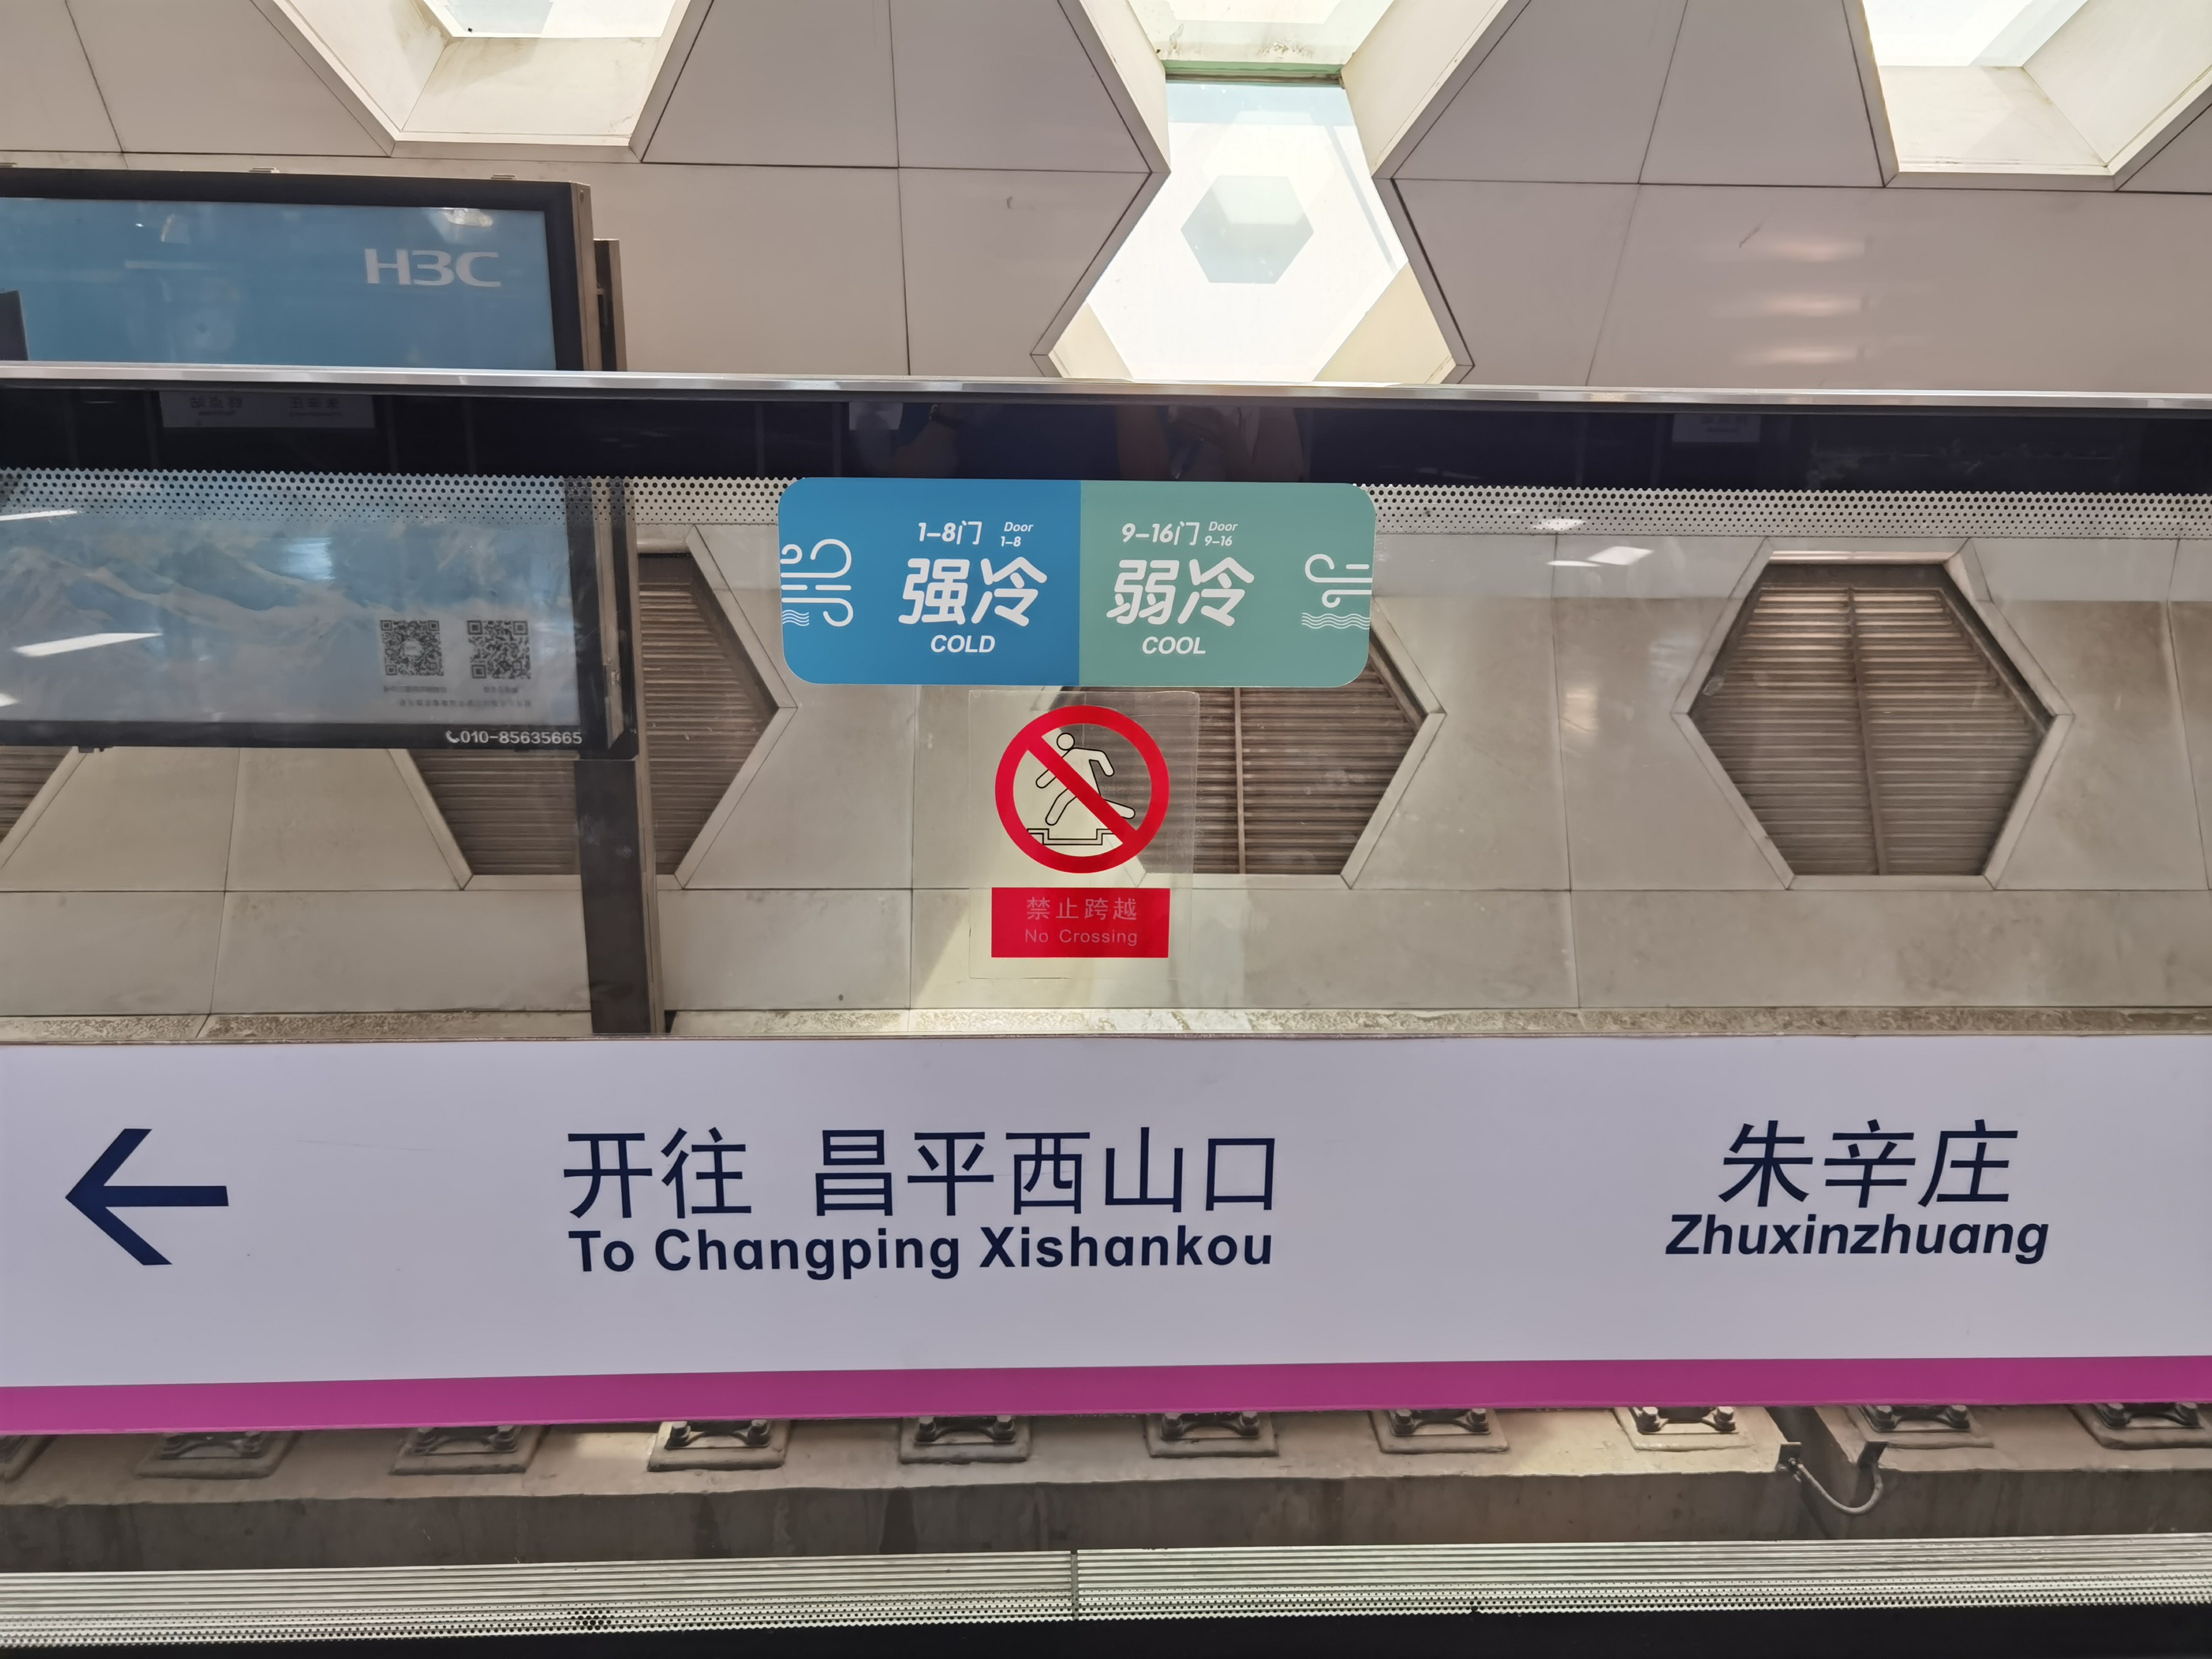 H3C
1-8门 Door 1-8
强冷
COLD
9-16门 Door 9-16
弱冷
COOL
010-85635665
禁止跨越
No Crossing
开往 昌平西山口
To Changping Xishankou
朱辛庄
Zhuxinzhuang